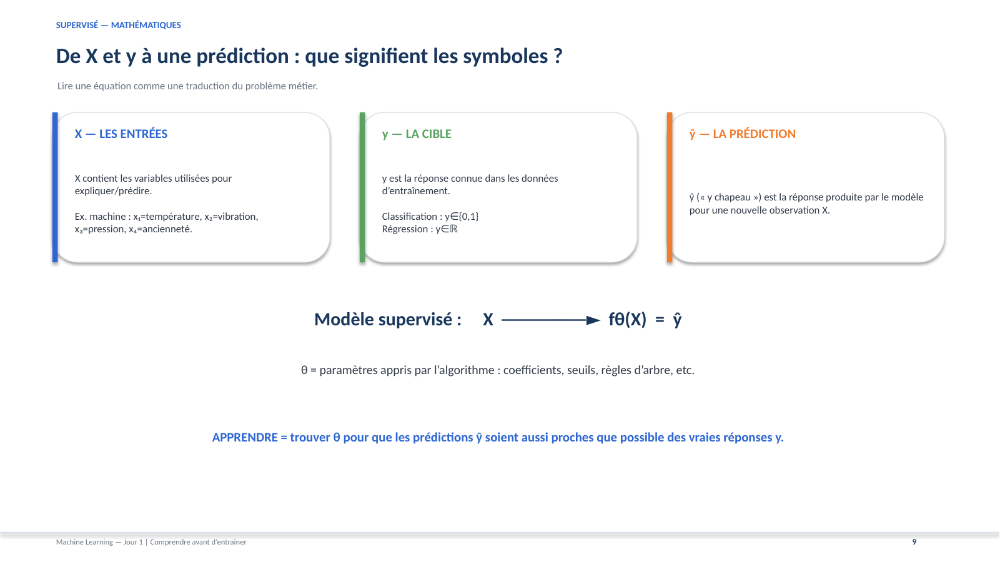 SUPERVISÉ — MATHÉMATIQUES
De X et y à une prédiction : que signifient les symboles ?
Lire une équation comme une traduction du problème métier.
X — LES ENTRÉES
X contient les variables utilisées pour
expliquer/prédire.
Ex. machine : x₁=température, x₂=vibration,
x₃=pression, x₄=ancienneté.
y — LA CIBLE
y est la réponse connue dans les données
d’entraînement.
Classification : y∈{0,1}
Régression : y∈ℝ
ŷ — LA PRÉDICTION
ŷ (« y chapeau ») est la réponse produite par le modèle
pour une nouvelle observation X.
Modèle supervisé : X ⟶ fθ(X) = ŷ
θ = paramètres appris par l’algorithme : coefficients, seuils, règles d’arbre, etc.
APPRENDRE = trouver θ pour que les prédictions ŷ soient aussi proches que possible des vraies réponses y.
Machine Learning — Jour 1 | Comprendre avant d’entraîner
9